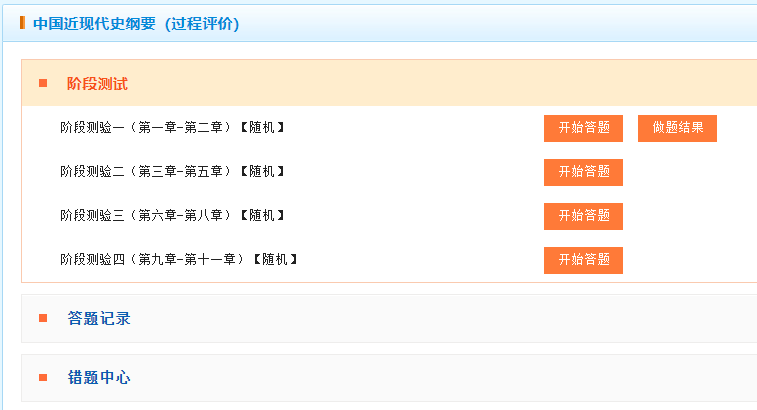 中国近现代史纲要 (过程评价)
阶段测试
阶段测验一（第一章-第二章）【随机】 开始答题 做题结果
阶段测验二（第三章-第五章）【随机】 开始答题
阶段测验三（第六章-第八章）【随机】 开始答题
阶段测验四（第九章-第十一章）【随机】 开始答题
答题记录
错题中心